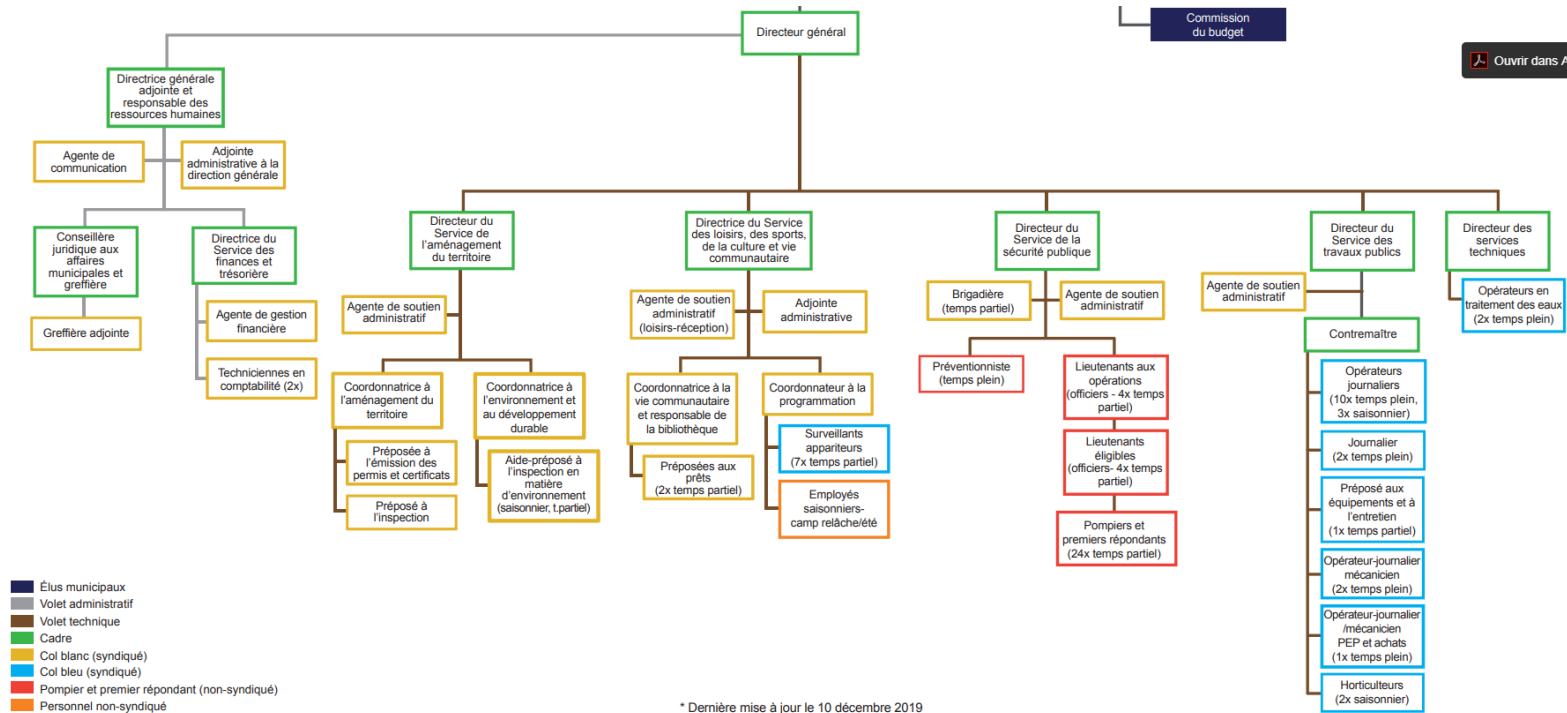 Commission
du budget
Directeur général
Ouvrir dans A
Directrice générale
adjointe et
responsable des
ressources humaines
Agente de
communication
Adjointe
administrative à la
direction générale
Conseillère
juridique aux
affaires
municipales et
greffière
Directrice du
Service des
finances et
trésorière
Greffière adjointe
Agente de gestion
financière
Techniciennes en
comptabilité (2x)
Directeur du
Service de
l'aménagement
du territoire
Agente de soutien
administratif
Coordonnatrice à
l'aménagement du
territoire
Préposée à
l'émission des
permis et certificats
Préposé à
l'inspection
Coordonnatrice à
l'environnement et
au développement
durable
Aide-préposé à
l'inspection en
matière
d'environnement
(saisonnier, t.partiel)
Directrice du Service
des loisirs, des sports,
de la culture et vie
communautaire
Agente de soutien
administratif
(loisirs-réception)
Adjointe
administrative
Coordonnatrice à la
vie communautaire
et responsable de
la bibliothèque
Préposées aux
prêts
(2x temps partiel)
Coordonnateur à la
programmation
Surveillants
appariteurs
(7x temps partiel)
Employés
saisonniers-
camp relâche/été
Directeur du
Service de la
sécurité publique
Brigadière
(temps partiel)
Agente de soutien
administratif
Préventionniste
(temps plein)
Lieutenants aux
opérations
(officiers - 4x temps
partiel)
Lieutenants
éligibles
(officiers- 4x temps
partiel)
Pompiers et
premiers répondants
(24x temps partiel)
Directeur du
Service des
travaux publics
Agente de soutien
administratif
Contremaître
Opérateurs
journaliers
(10x temps plein,
3x saisonnier)
Journalier
(2x temps plein)
Préposé aux
équipements et à
l'entretien
(1x temps partiel)
Opérateur-journalier
mécanicien
(2x temps plein)
Opérateur-journalier
/mécanicien
PEP et achats
(1x temps plein)
Horticulteurs
(2x saisonnier)
Directeur des
services
techniques
Opérateurs en
traitement des eaux
(2x temps plein)
Élus municipaux
Volet administratif
Volet technique
Cadre
Col blanc (syndiqué)
Col bleu (syndiqué)
Pompier et premier répondant (non-syndiqué)
Personnel non-syndiqué
* Dernière mise à jour le 10 décembre 2019